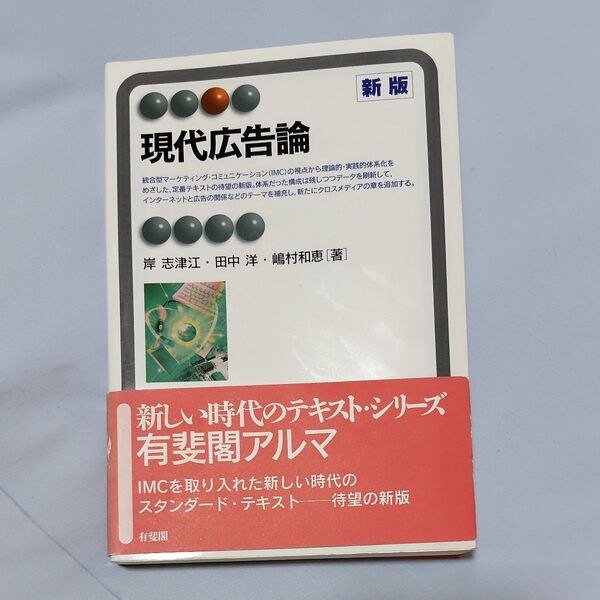 新版
現代広告論
統合型マーケティング・コミュニケーション(IMC)の視点から理論的・実践的体系化を
めざした、定番テキストの待望の新版。体系だった構成は残しつつデータを刷新して、
インターネットと広告の関係などのテーマを補充し、新たにクロスメディアの章を追加する。
岸 志津江・田中 洋・嶋村和恵[著]
新しい時代のテキスト・シリーズ
有斐閣アルマ
IMCを取り入れた新しい時代の
スタンダード・テキスト──待望の新版
有斐閣